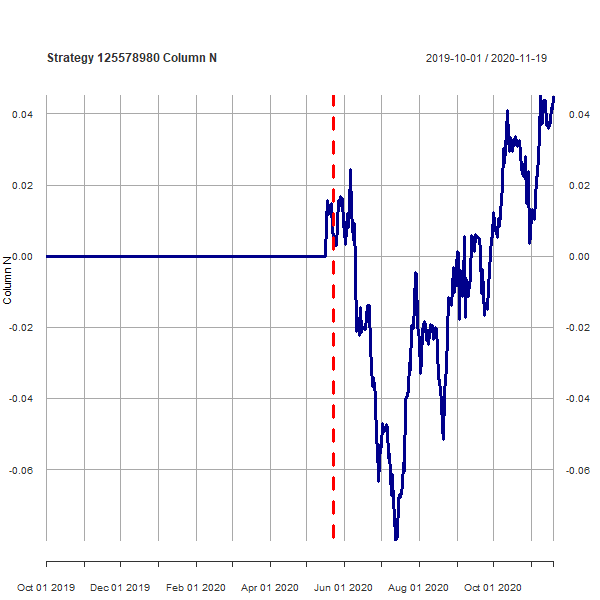 Strategy 125578980 Column N 2019-10-01 / 2020-11-19
0.04 0.04
0.02 0.02
0.00 0.00
Column N
-0.02 -0.02
-0.04 -0.04
-0.06 -0.06
Oct 01 2019 Dec 01 2019 Feb 01 2020 Apr 01 2020 Jun 01 2020 Aug 01 2020 Oct 01 2020